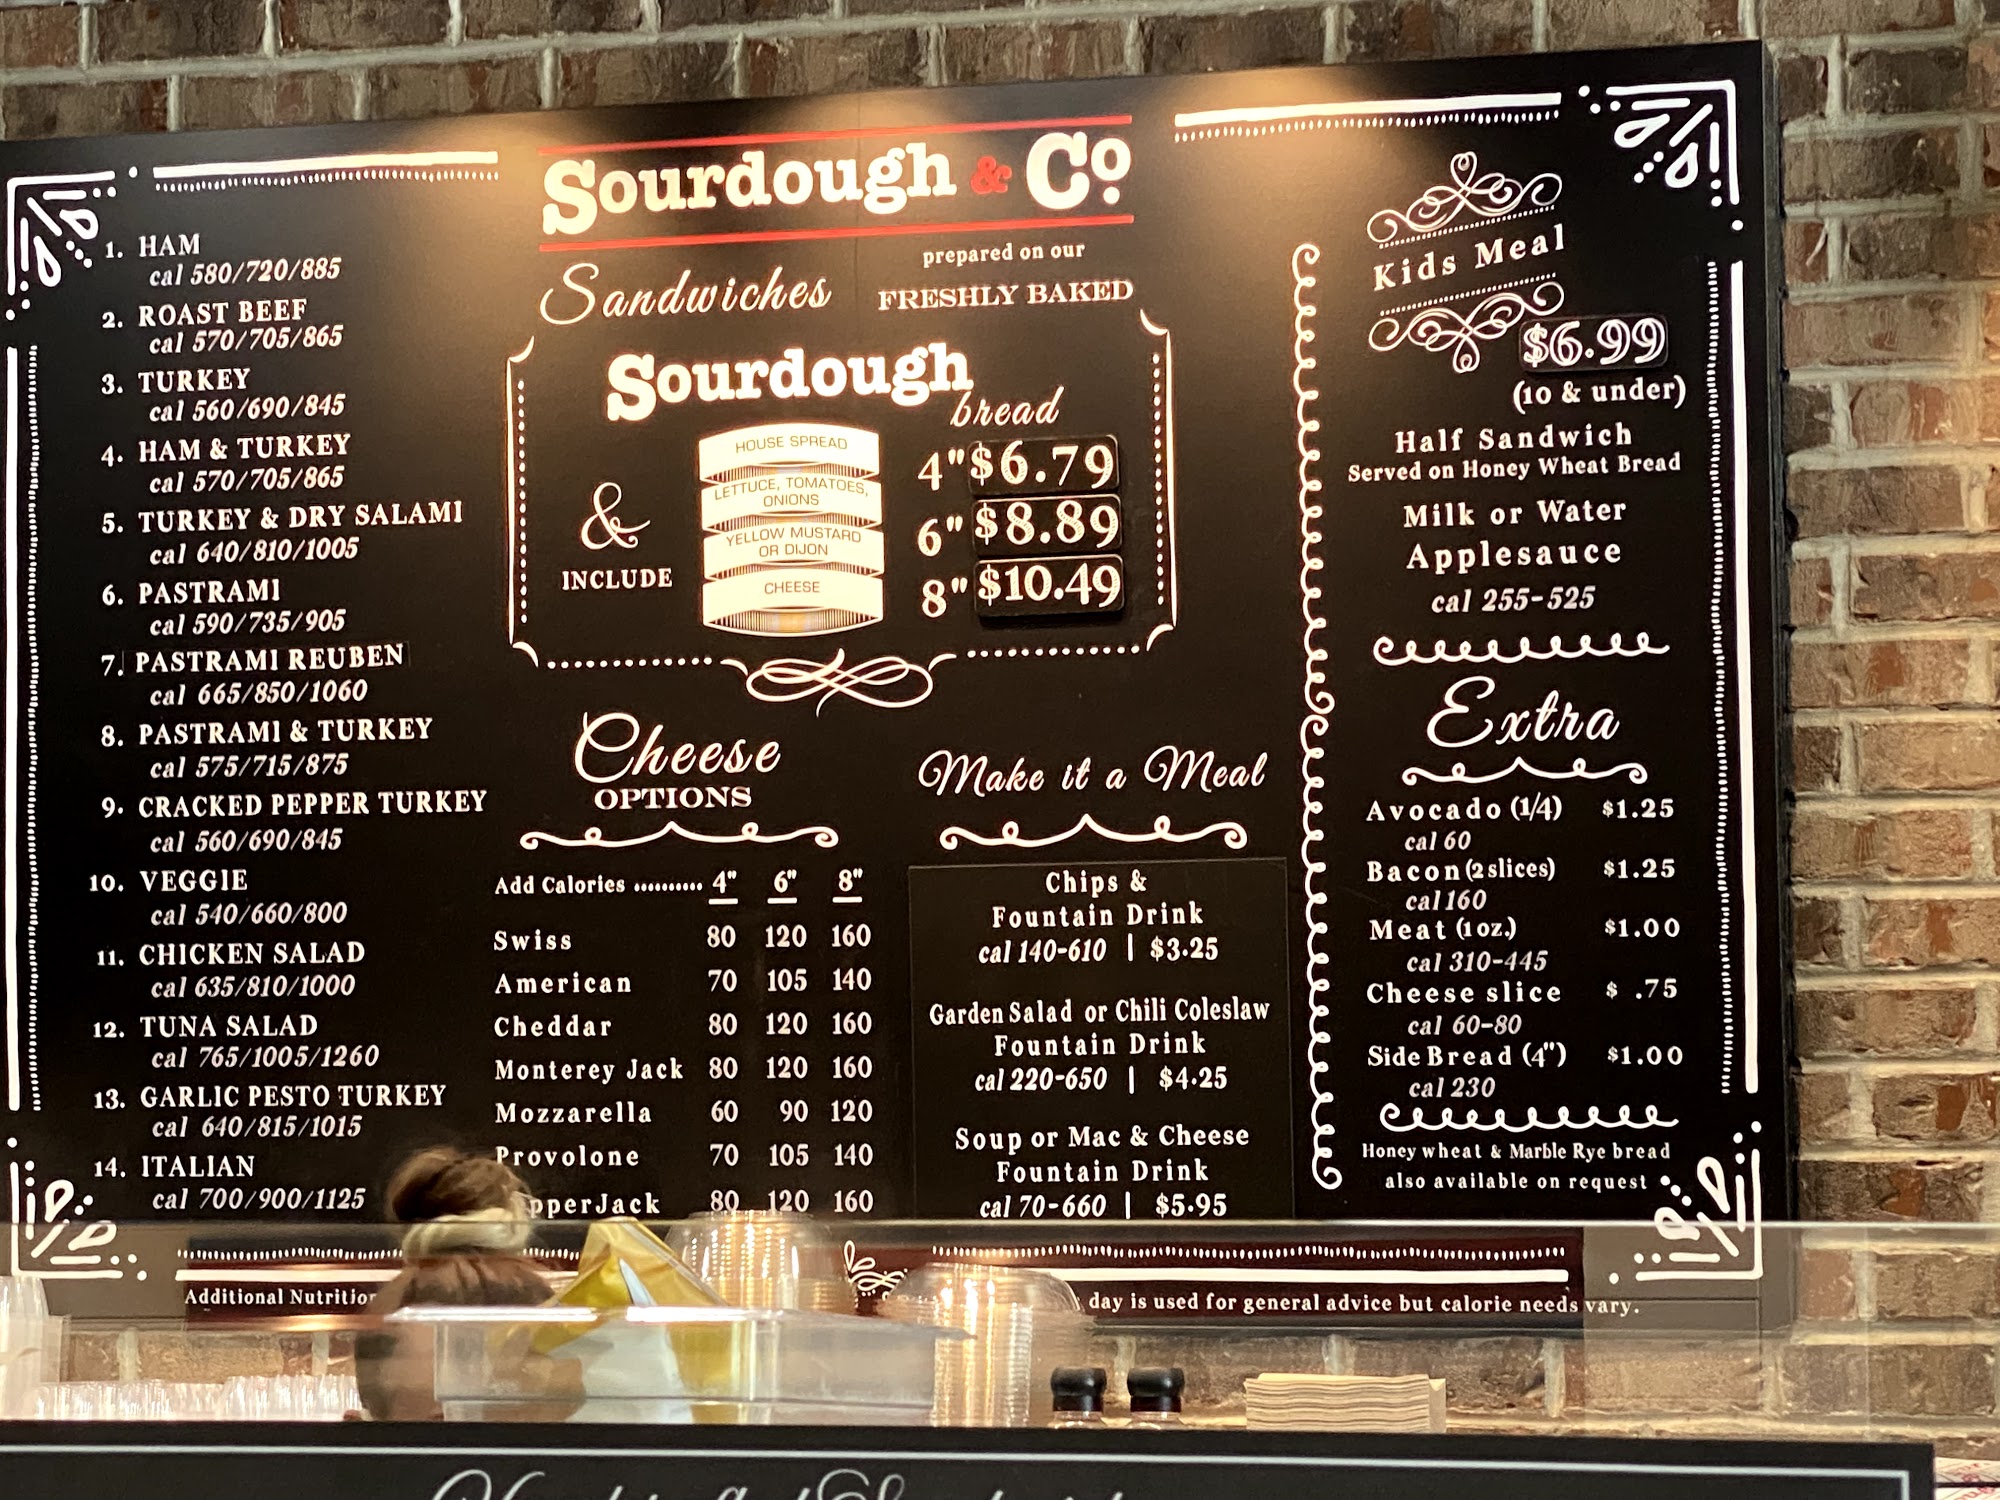 Sourdough & Co.
Sandwiches
prepared on our
FRESHLY BAKED
Sourdough
bread
& INCLUDE
HOUSE SPREAD
LETTUCE, TOMATOES,
ONIONS
YELLOW MUSTARD
OR DIJON
CHEESE
4" $6.79
6" $8.89
8" $10.49
1. HAM
cal 580/720/885
2. ROAST BEEF
cal 570/705/865
3. TURKEY
cal 560/690/845
4. HAM & TURKEY
cal 570/705/865
5. TURKEY & DRY SALAMI
cal 640/810/1005
6. PASTRAMI
cal 590/735/905
7. PASTRAMI REUBEN
cal 665/850/1060
8. PASTRAMI & TURKEY
cal 575/715/875
9. CRACKED PEPPER TURKEY
cal 560/690/845
10. VEGGIE
cal 540/660/800
11. CHICKEN SALAD
cal 635/810/1000
12. TUNA SALAD
cal 765/1005/1260
13. GARLIC PESTO TURKEY
cal 640/815/1015
14. ITALIAN
cal 700/900/1125
Cheese
OPTIONS
Add Calories .......... 4" 6" 8"
Swiss 80 120 160
American 70 105 140
Cheddar 80 120 160
Monterey Jack 80 120 160
Mozzarella 60 90 120
Provolone 70 105 140
pperJack 80 120 160
Make it a Meal
Chips &
Fountain Drink
cal 140-610 | $3.25
Garden Salad or Chili Coleslaw
Fountain Drink
cal 220-650 | $4.25
Soup or Mac & Cheese
Fountain Drink
cal 70-660 | $5.95
Kids Meal
$6.99
(10 & under)
Half Sandwich
Served on Honey Wheat Bread
Milk or Water
Applesauce
cal 255-525
Extra
Avocado (1/4) $1.25
cal 60
Bacon (2 slices) $1.25
cal 160
Meat (1 oz.) $1.00
cal 310-445
Cheese slice $ .75
cal 60-80
Side Bread (4") $1.00
cal 230
Honey wheat & Marble Rye bread
also available on request
Additional Nutrition day is used for general advice but calorie needs vary.